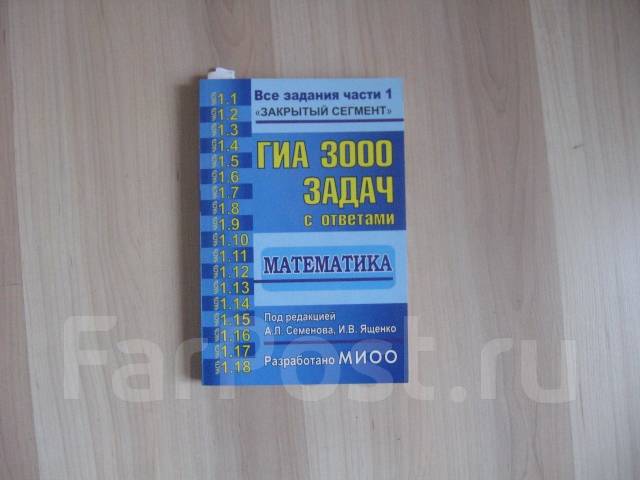 Все задания части 1
«ЗАКРЫТЫЙ СЕГМЕНТ»
ГИА 3000
ЗАДАЧ
с ответами
МАТЕМАТИКА
Под редакцией
А.Л. Семенова, И.В. Ященко
Разработано МИОО
§1.1
§1.2
§1.3
§1.4
§1.5
§1.6
§1.7
§1.8
§1.9
§1.10
§1.11
§1.12
§1.13
§1.14
§1.15
§1.16
§1.17
§1.18
FarPost.ru